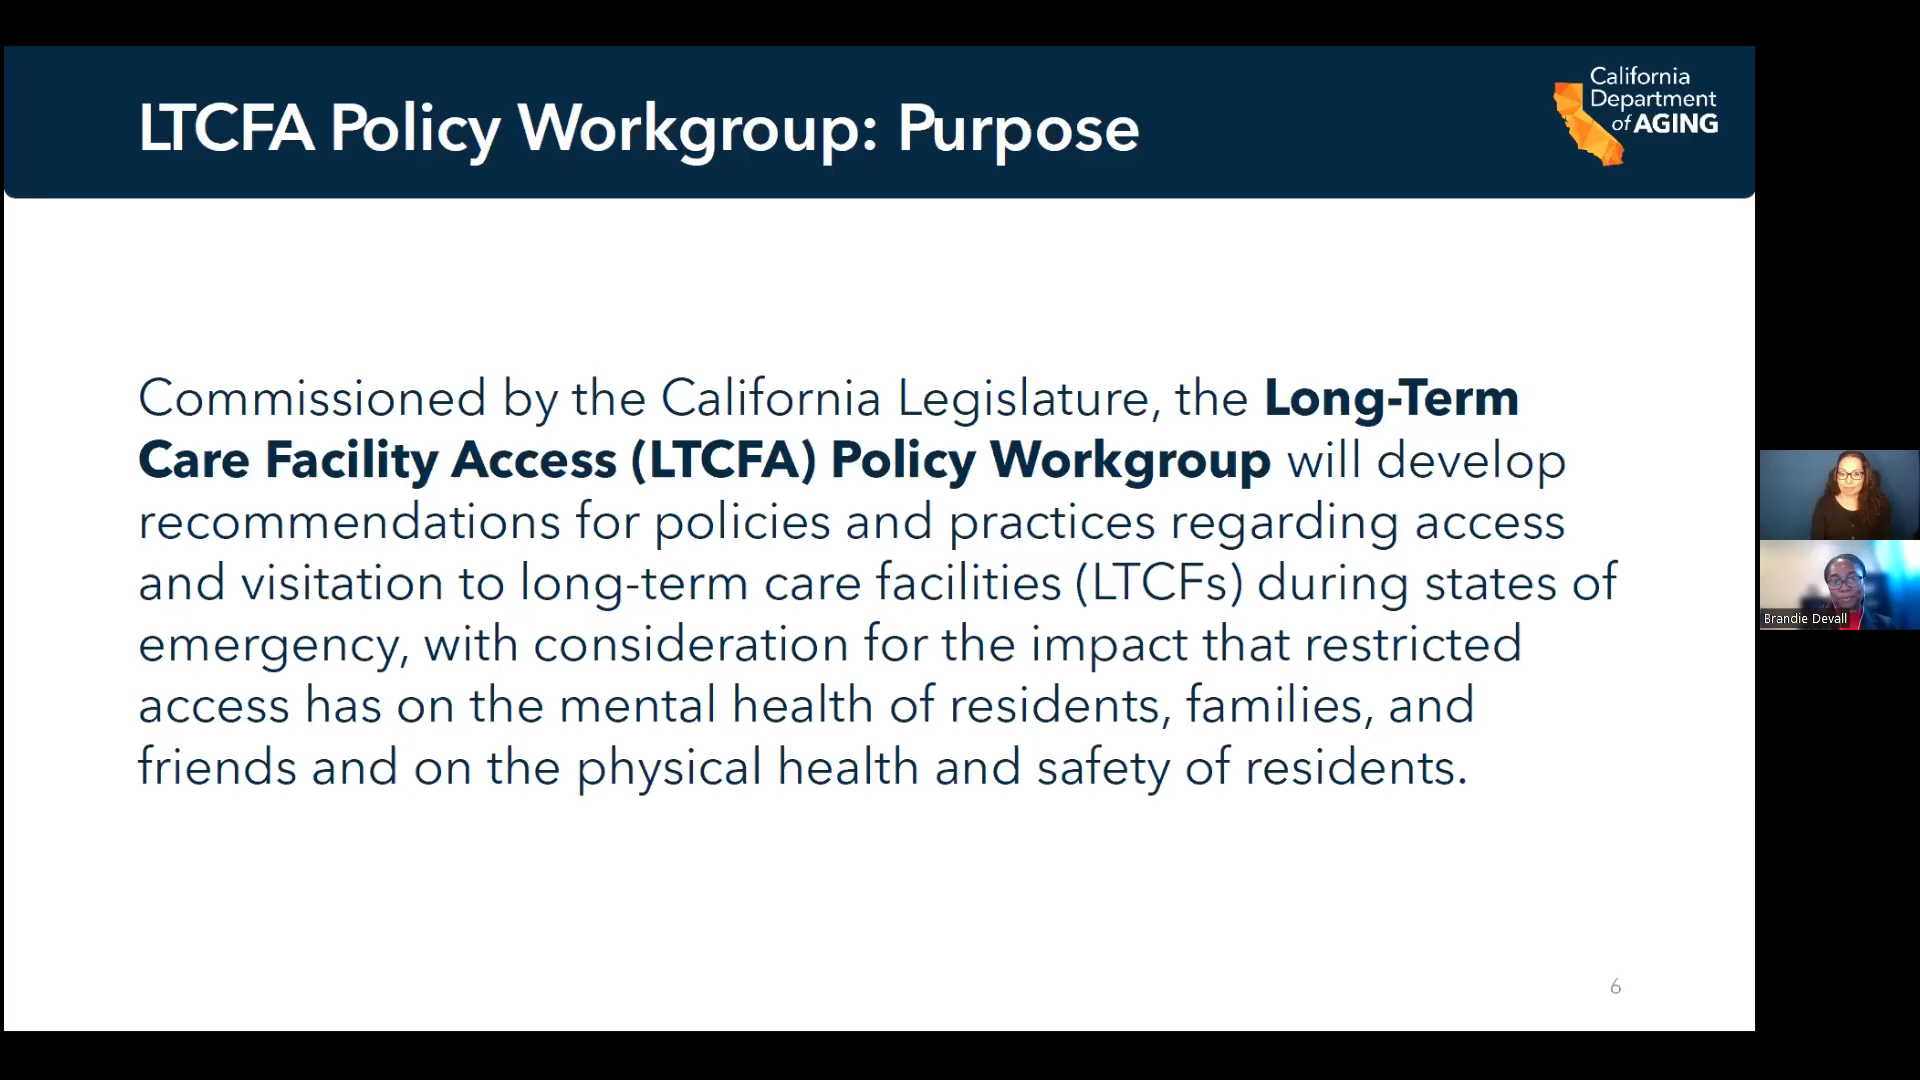 LTCFA Policy Workgroup: Purpose
California
Department
of AGING
Commissioned by the California Legislature, the Long-Term
Care Facility Access (LTCFA) Policy Workgroup will develop
recommendations for policies and practices regarding access
and visitation to long-term care facilities (LTCFs) during states of
emergency, with consideration for the impact that restricted
access has on the mental health of residents, families, and
friends and on the physical health and safety of residents.
Brandie Devall
6